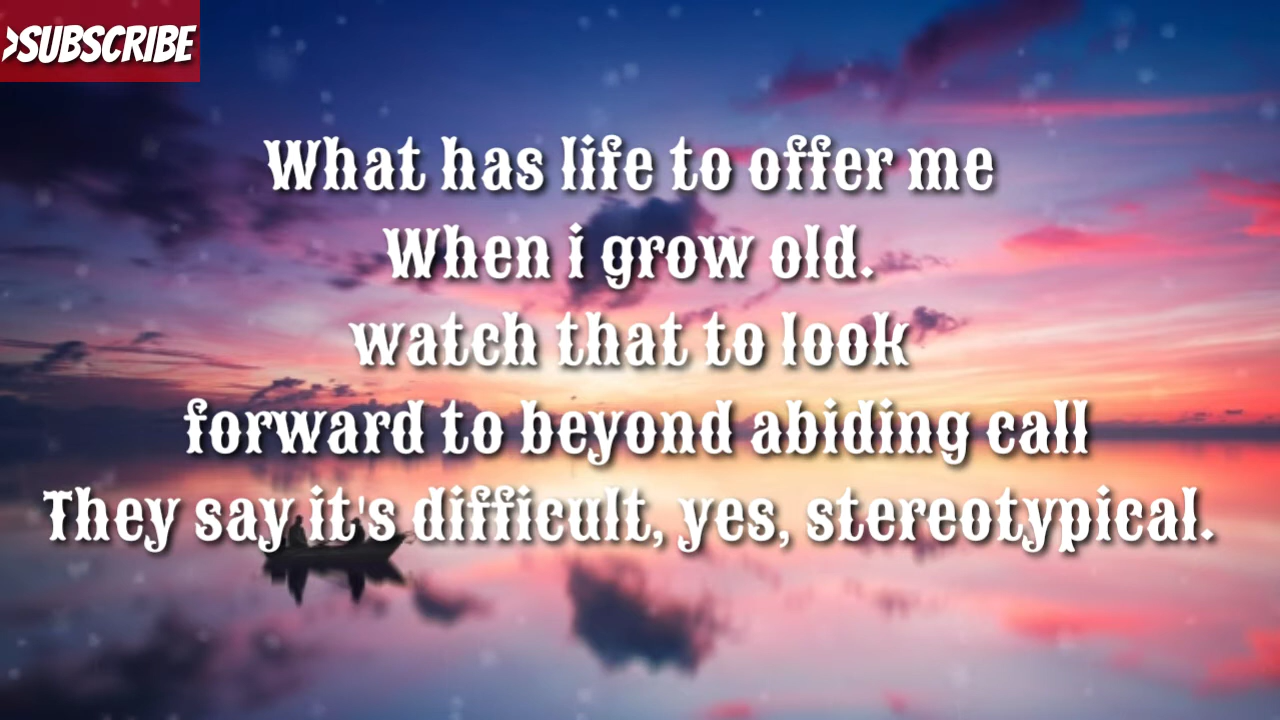 >SUBSCRIBE
What has life to offer me
When i grow old.
watch that to look
forward to beyond abiding call
They say it's difficult, yes, stereotypical.